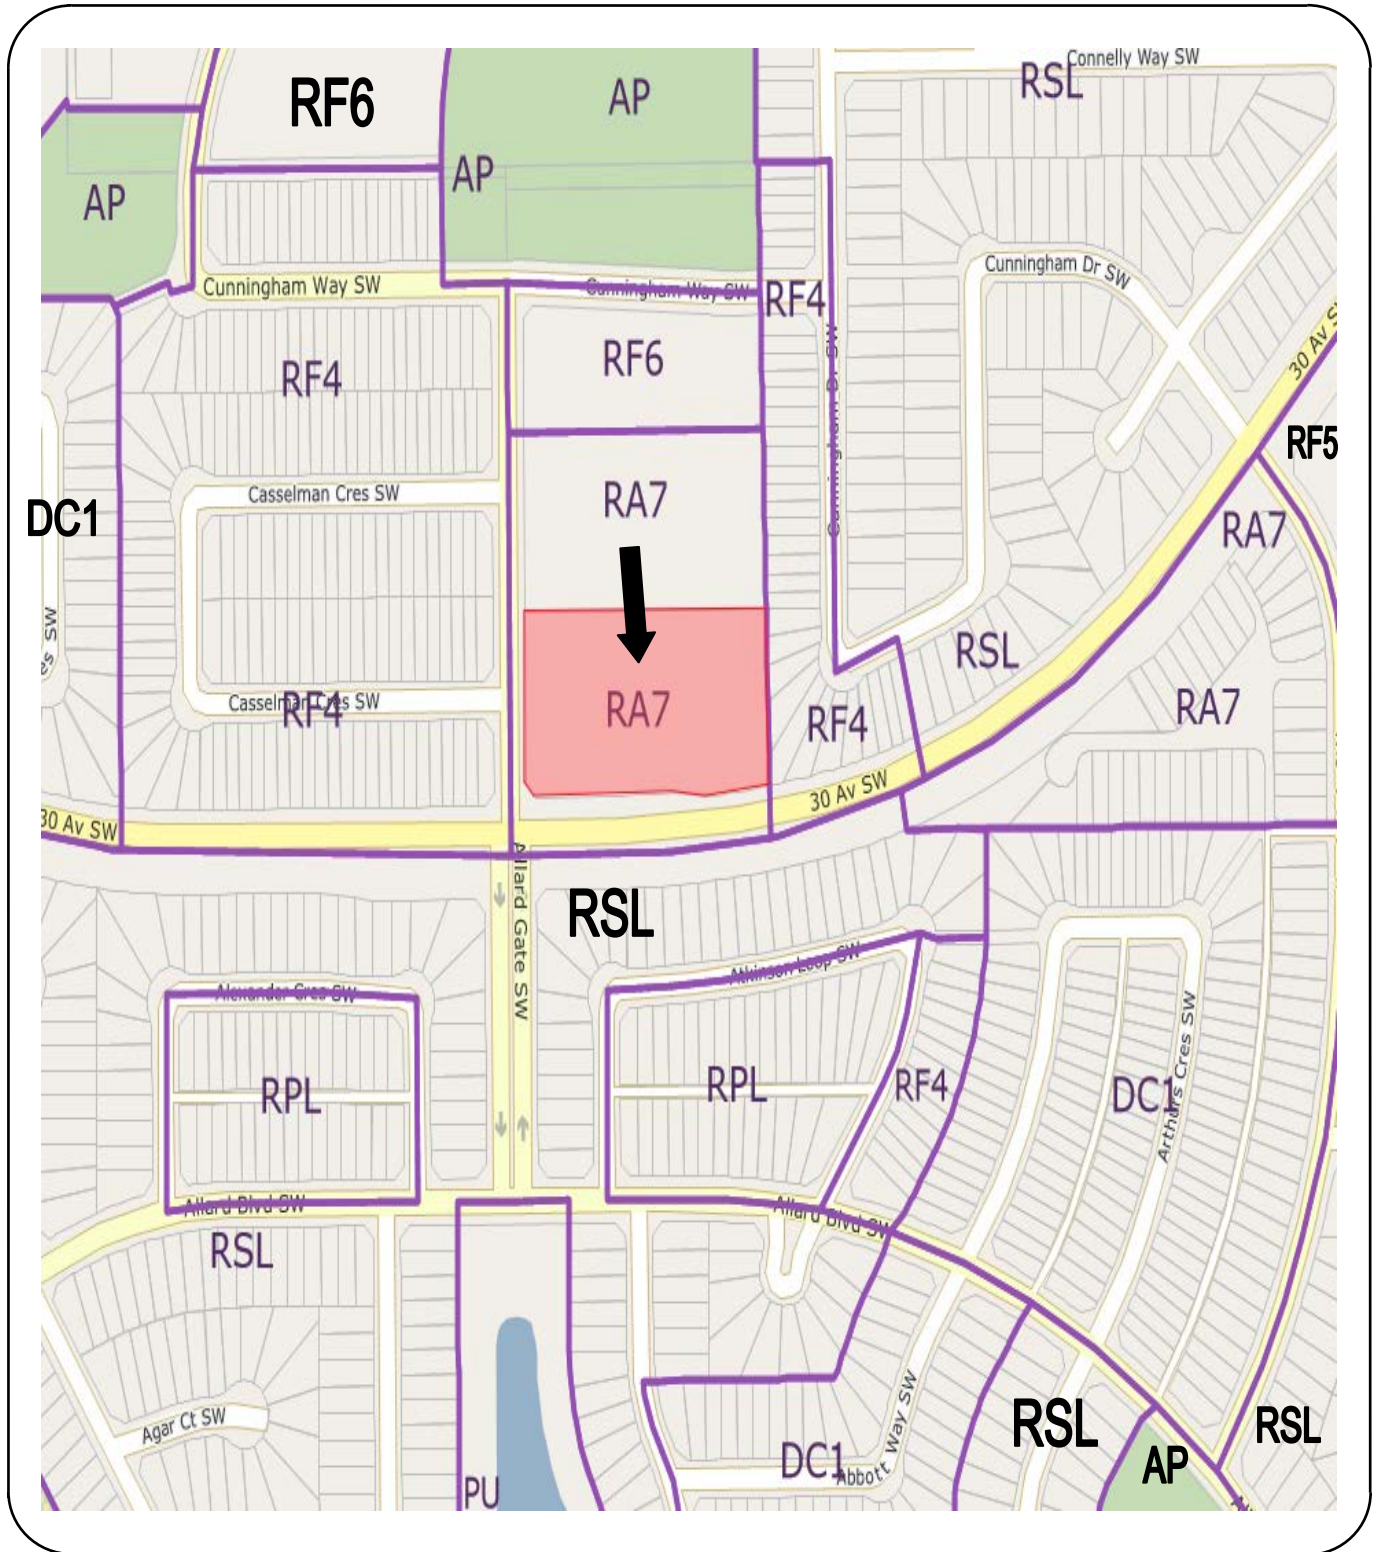 Connelly Way SW
RSL
RF6
AP
AP
AP
Cunningham Dr SW
Cunningham Way SW
Cunningham Way SW
RF4
30 Av S
RF6
RF4
Cunningham Dr SW
RF5
RA7
Casselman Cres SW
DC1
RA7
es SW
RSL
Casselman Cres SW
RF4
RA7
RF4
RA7
30 Av SW
30 Av SW
Allard Gate SW
RSL
Atkinson Loop SW
Alexander Cres SW
RPL
RPL
RF4
DC1
Arthurs Cres SW
Allard Blvd SW
Allard Blvd SW
RSL
Agar Ct SW
RSL
RSL
DC1
Abbott Way SW
AP
PU